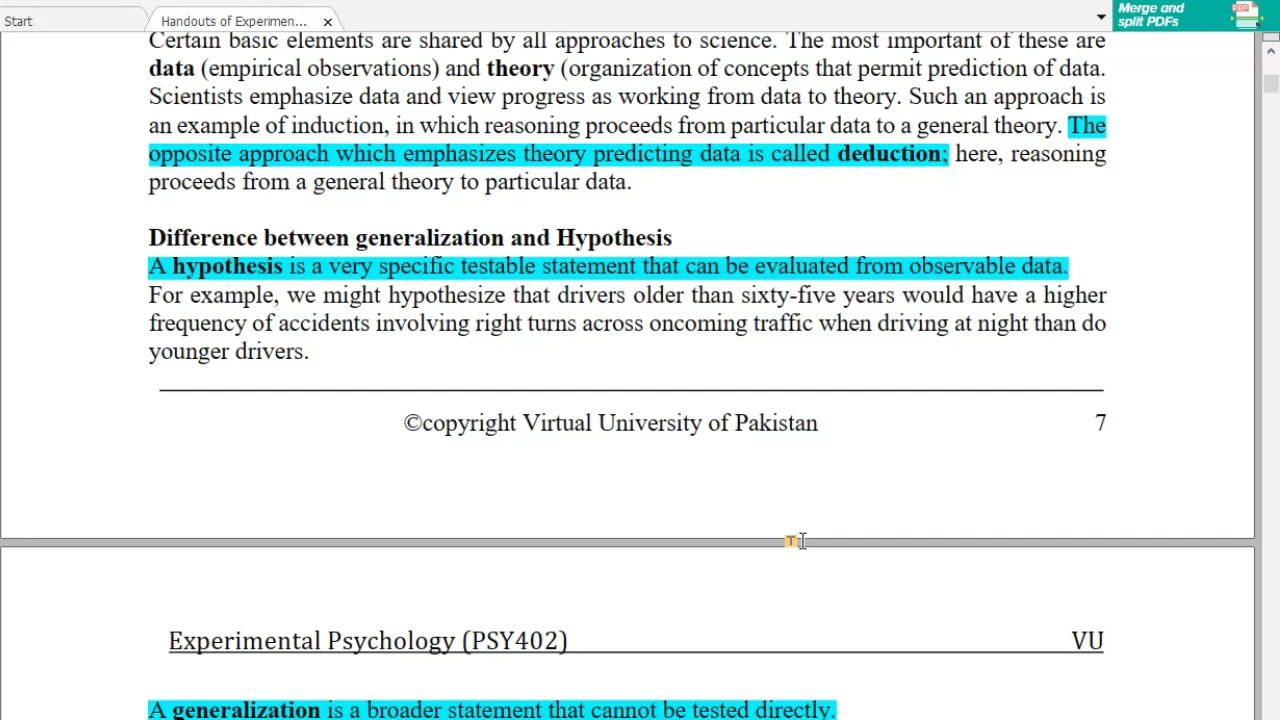 Start
Handouts of Experimen...
Merge and
split PDFs
PDF
Certain basic elements are shared by all approaches to science. The most important of these are
data (empirical observations) and theory (organization of concepts that permit prediction of data.
Scientists emphasize data and view progress as working from data to theory. Such an approach is
an example of induction, in which reasoning proceeds from particular data to a general theory. The
opposite approach which emphasizes theory predicting data is called deduction; here, reasoning
proceeds from a general theory to particular data.
Difference between generalization and Hypothesis
A hypothesis is a very specific testable statement that can be evaluated from observable data.
For example, we might hypothesize that drivers older than sixty-five years would have a higher
frequency of accidents involving right turns across oncoming traffic when driving at night than do
younger drivers.
©copyright Virtual University of Pakistan 7
T
Experimental Psychology (PSY402) VU
A generalization is a broader statement that cannot be tested directly.